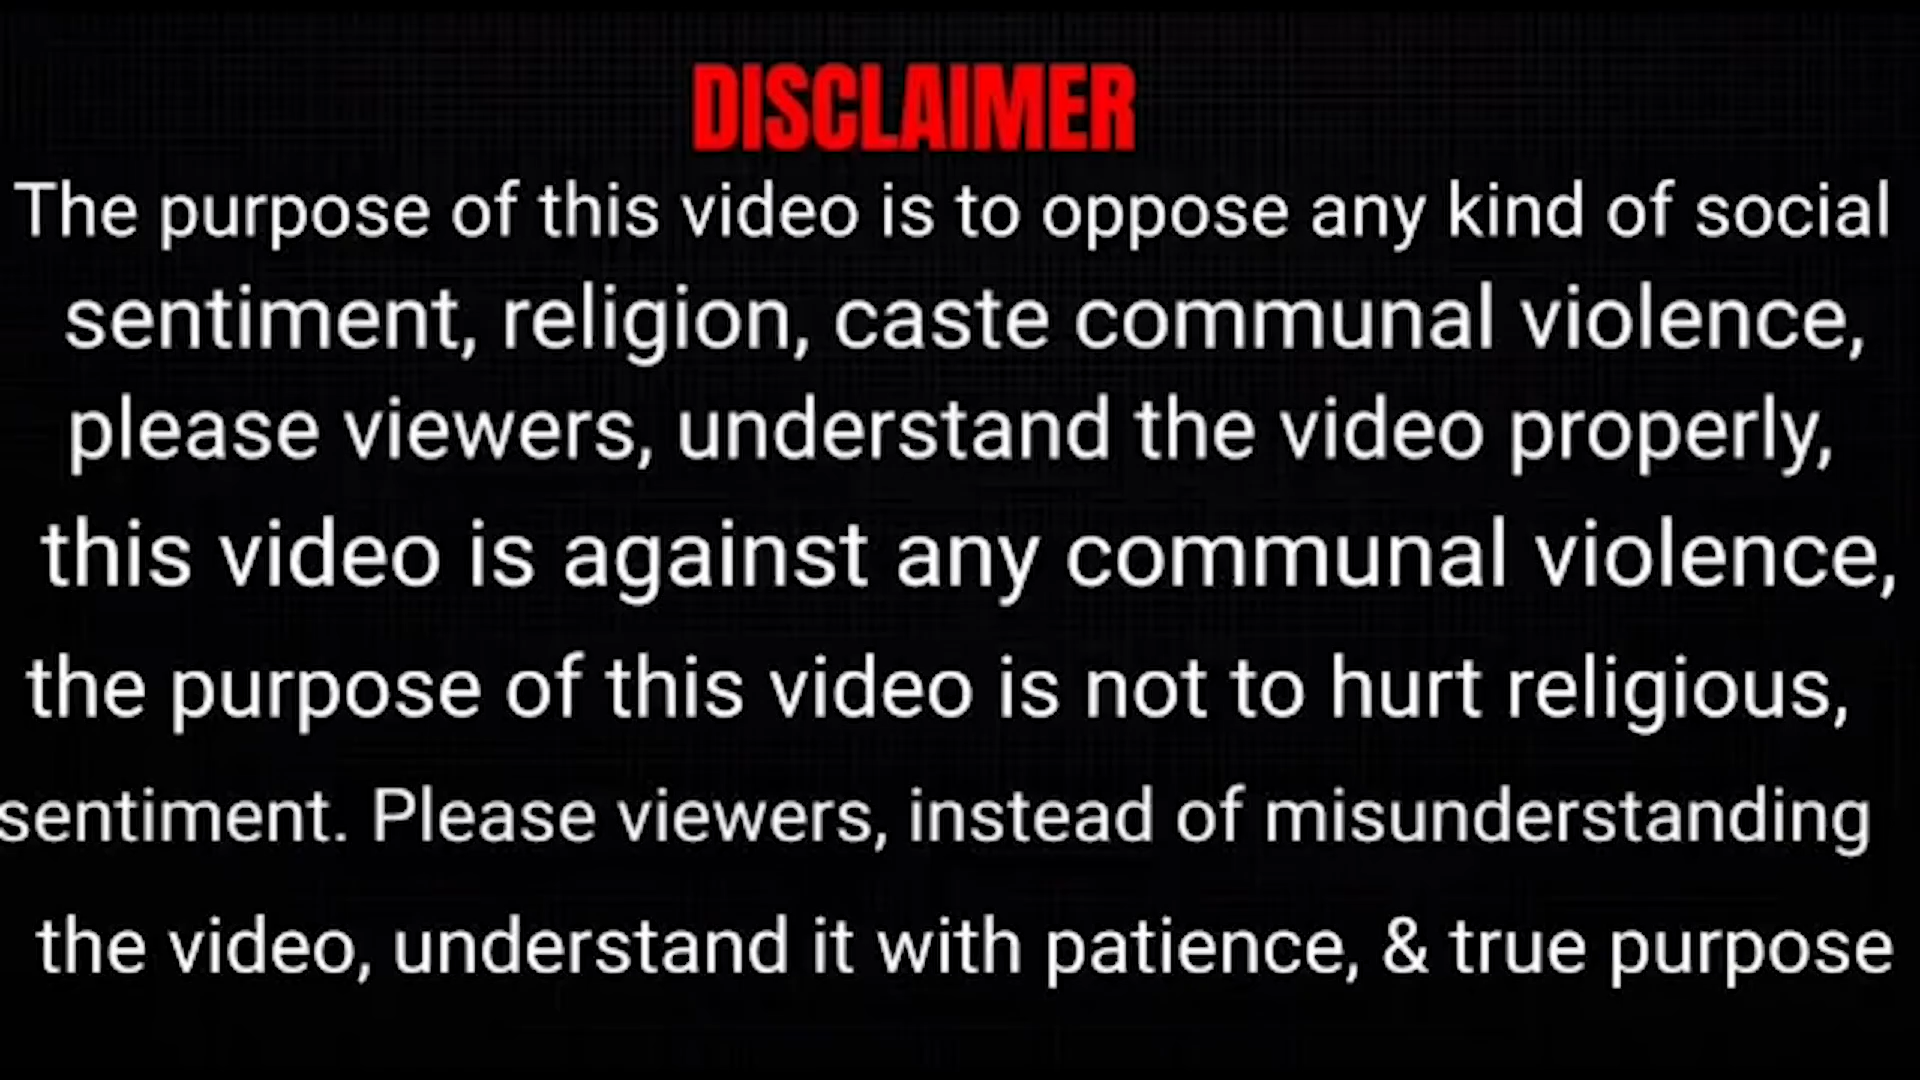 DISCLAIMER
The purpose of this video is to oppose any kind of social
sentiment, religion, caste communal violence,
please viewers, understand the video properly,
this video is against any communal violence,
the purpose of this video is not to hurt religious,
sentiment. Please viewers, instead of misunderstanding
the video, understand it with patience, & true purpose